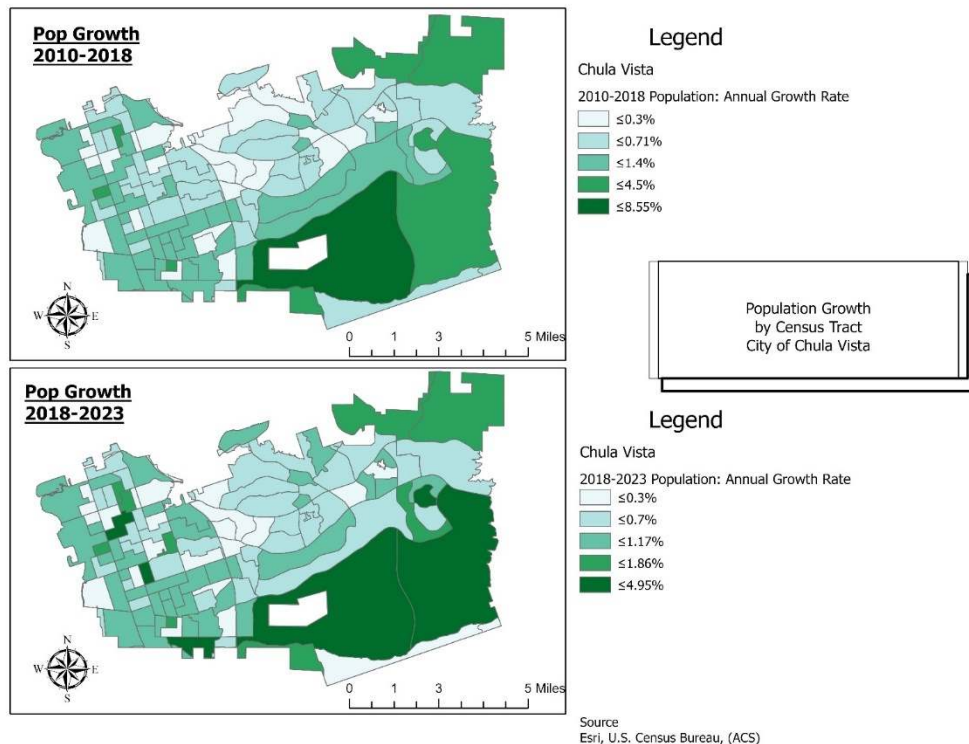 Pop Growth
2010-2018
N
W E
S
0 1 3 5 Miles
Legend
Chula Vista
2010-2018 Population: Annual Growth Rate
≤0.3%
≤0.71%
≤1.4%
≤4.5%
≤8.55%
Population Growth
by Census Tract
City of Chula Vista
Pop Growth
2018-2023
N
W E
S
0 1 3 5 Miles
Legend
Chula Vista
2018-2023 Population: Annual Growth Rate
≤0.3%
≤0.7%
≤1.17%
≤1.86%
≤4.95%
Source
Esri, U.S. Census Bureau, (ACS)